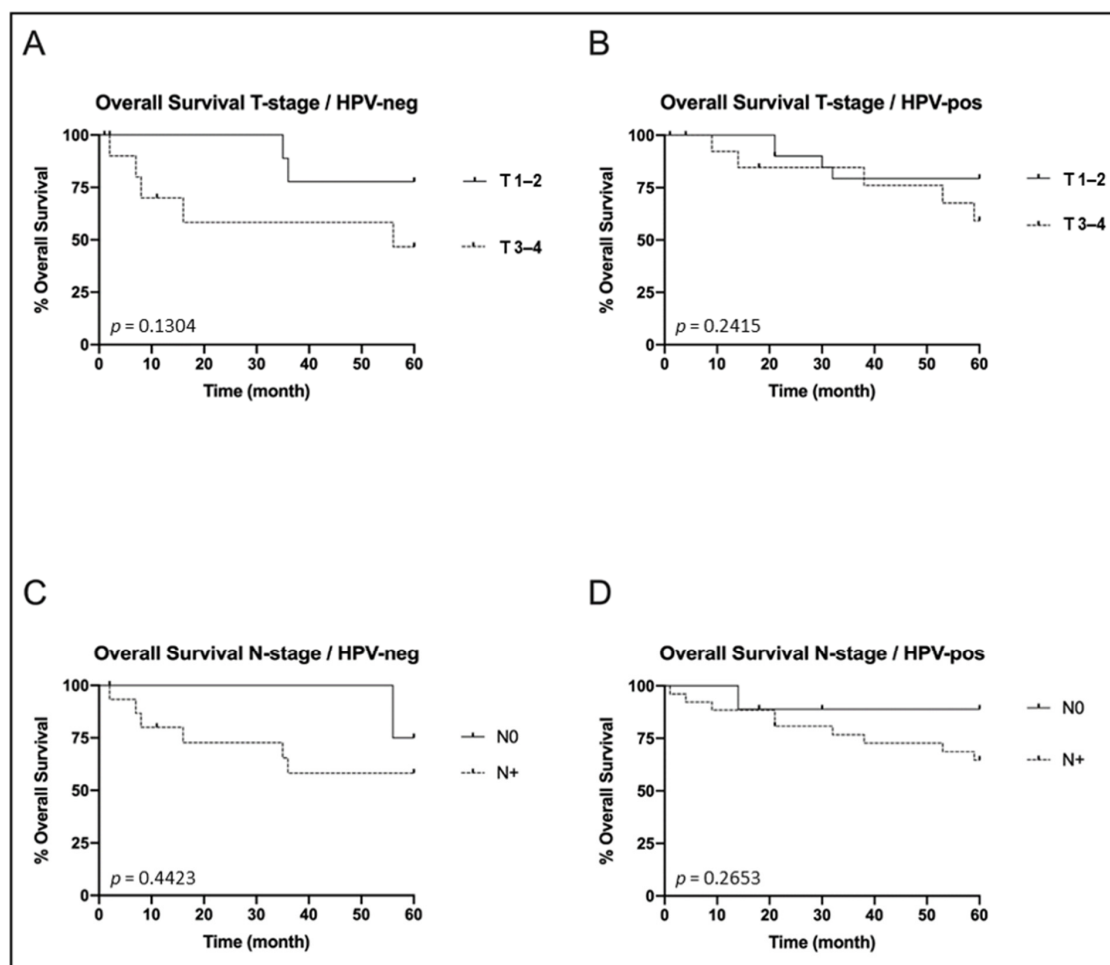 A
Overall Survival T-stage / HPV-neg
% Overall Survival
100
75
50
25
0
p = 0.1304
0 10 20 30 40 50 60
Time (month)
T 1–2
T 3–4
B
Overall Survival T-stage / HPV-pos
% Overall Survival
100
75
50
25
0
p = 0.2415
0 10 20 30 40 50 60
Time (month)
T 1–2
T 3–4
C
Overall Survival N-stage / HPV-neg
% Overall Survival
100
75
50
25
0
p = 0.4423
0 10 20 30 40 50 60
Time (month)
N0
N+
D
Overall Survival N-stage / HPV-pos
% Overall Survival
100
75
50
25
0
p = 0.2653
0 10 20 30 40 50 60
Time (month)
N0
N+